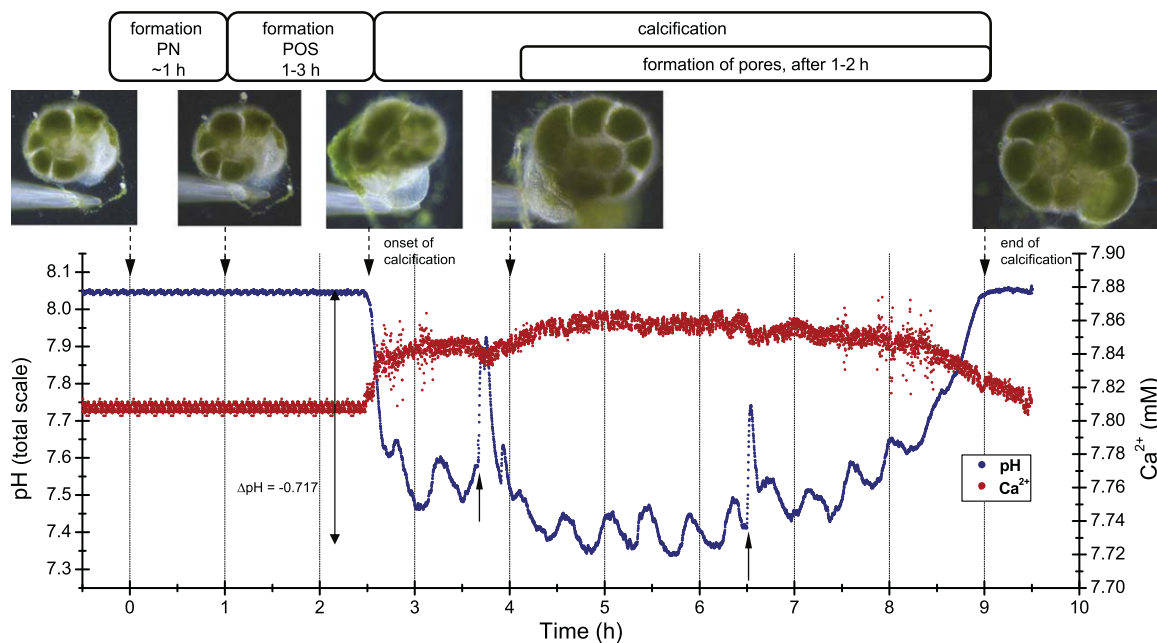 formation
PN
~1 h
formation
POS
1-3 h
calcification
formation of pores, after 1-2 h
onset of
calcification
end of
calcification
8.1
8.0
7.9
7.8
7.7
7.6
7.5
7.4
7.3
pH (total scale)
ΔpH = -0.717
7.90
7.88
7.86
7.84
7.82
7.80
7.78
7.76
7.74
7.72
7.70
Ca²⁺ (mM)
pH
Ca²⁺
0 1 2 3 4 5 6 7 8 9 10
Time (h)